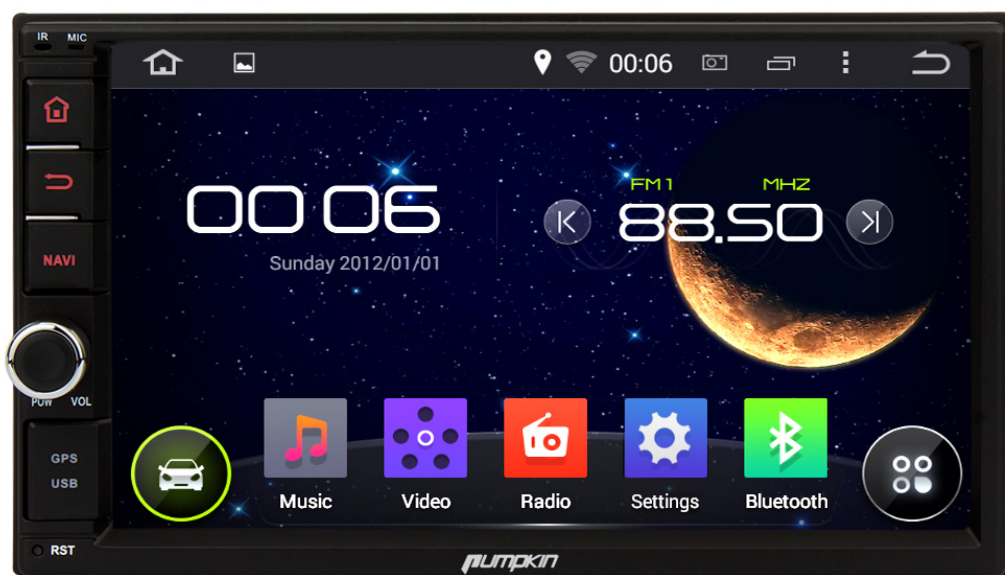 IR MIC
00:06
NAVI
POW VOL
GPS
USB
RST
00 06
Sunday 2012/01/01
FM1 MHZ
88.50
Music Video Radio Settings Bluetooth
PUMPKIN